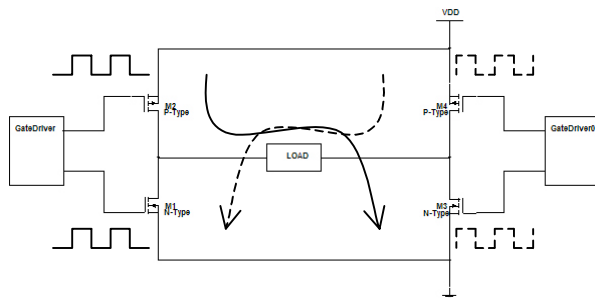 VDD
M2
P-Type
M4
P-Type
GateDriver
GateDriver0
LOAD
M1
N-Type
M3
N-Type